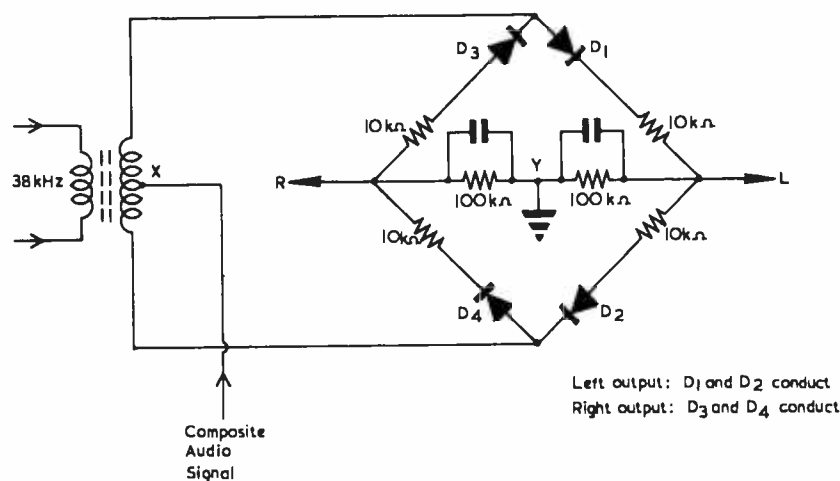 D3
D1
10kΩ
10kΩ
38kHz
X
R
Y
L
100kΩ
100kΩ
10kΩ
10kΩ
D4
D2
Left output: D1 and D2 conduct
Right output: D3 and D4 conduct
Composite
Audio
Signal